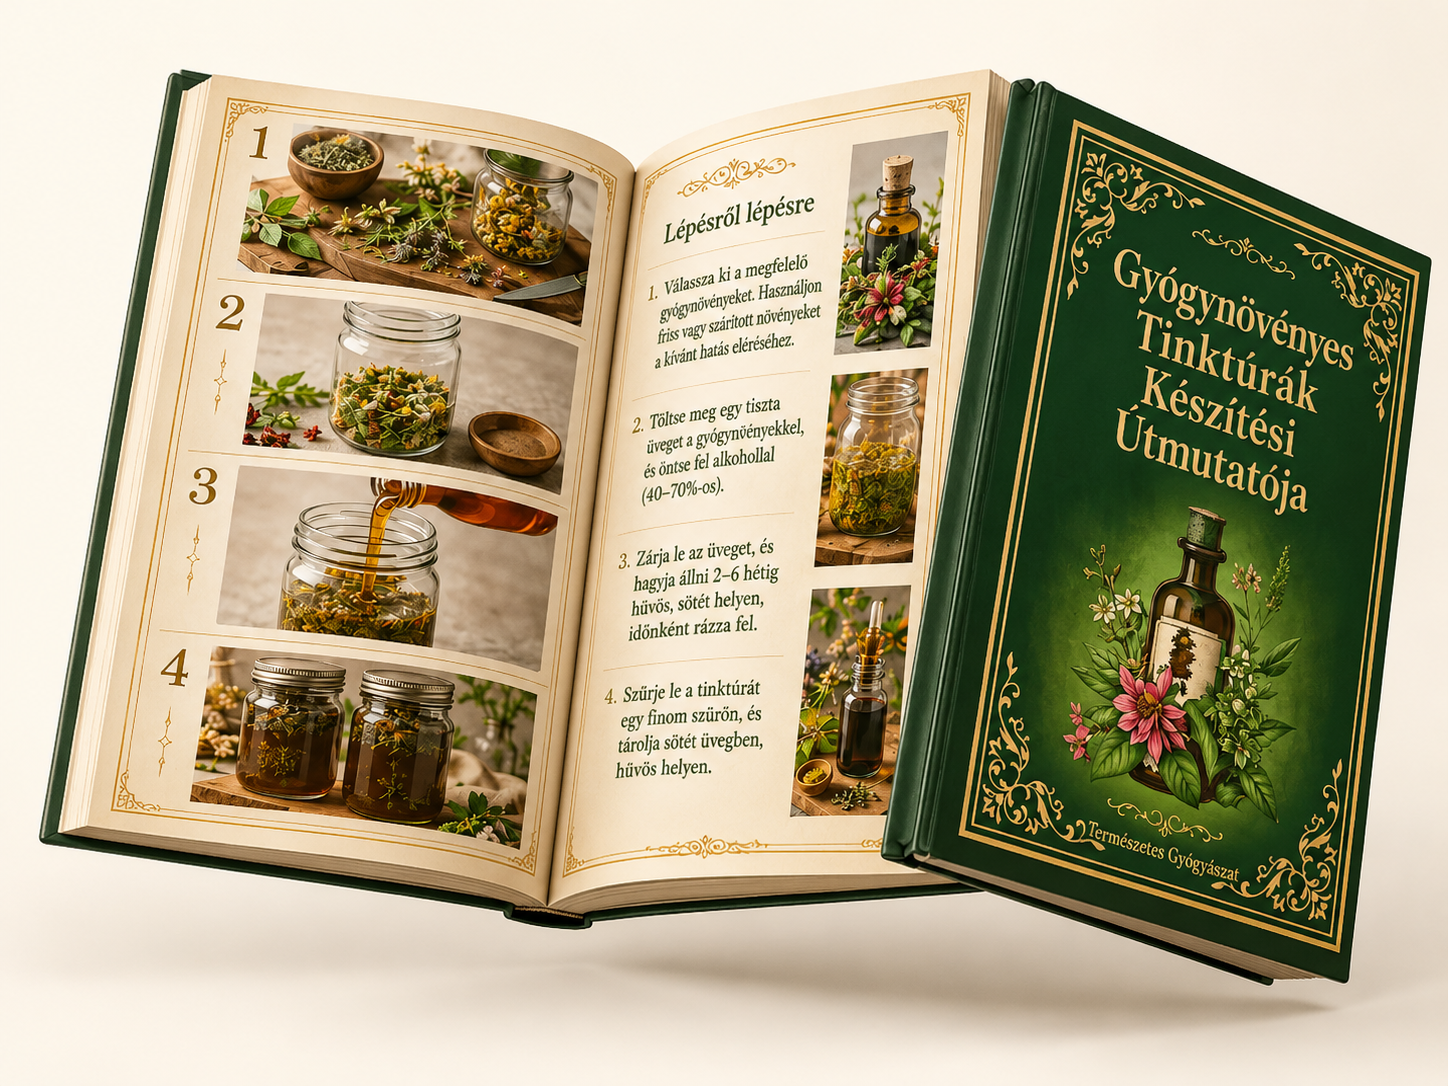 1
2
3
4
Lépésről lépésre
1. Válassza ki a megfelelő
gyógynövényeket. Használjon
friss vagy szárított növényeket
a kívánt hatás eléréséhez.
2. Töltse meg egy tiszta
üveget a gyógynövényekkel,
és öntse fel alkohollal
(40–70%-os).
3. Zárja le az üveget, és
hagyja állni 2–6 hétig
hűvös, sötét helyen,
időnként rázza fel.
4. Szűrje le a tinktúrát
egy finom szűrőn, és
tárolja sötét üvegben,
hűvös helyen.
Gyógynövényes
Tinktúrák
Készítési
Útmutatója
Természetes Gyógyászat